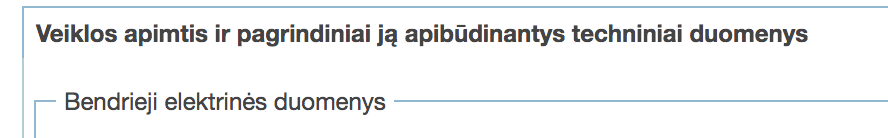 Veiklos apimtis ir pagrindiniai ją apibūdinantys techniniai duomenys
Bendrieji elektrinės duomenys